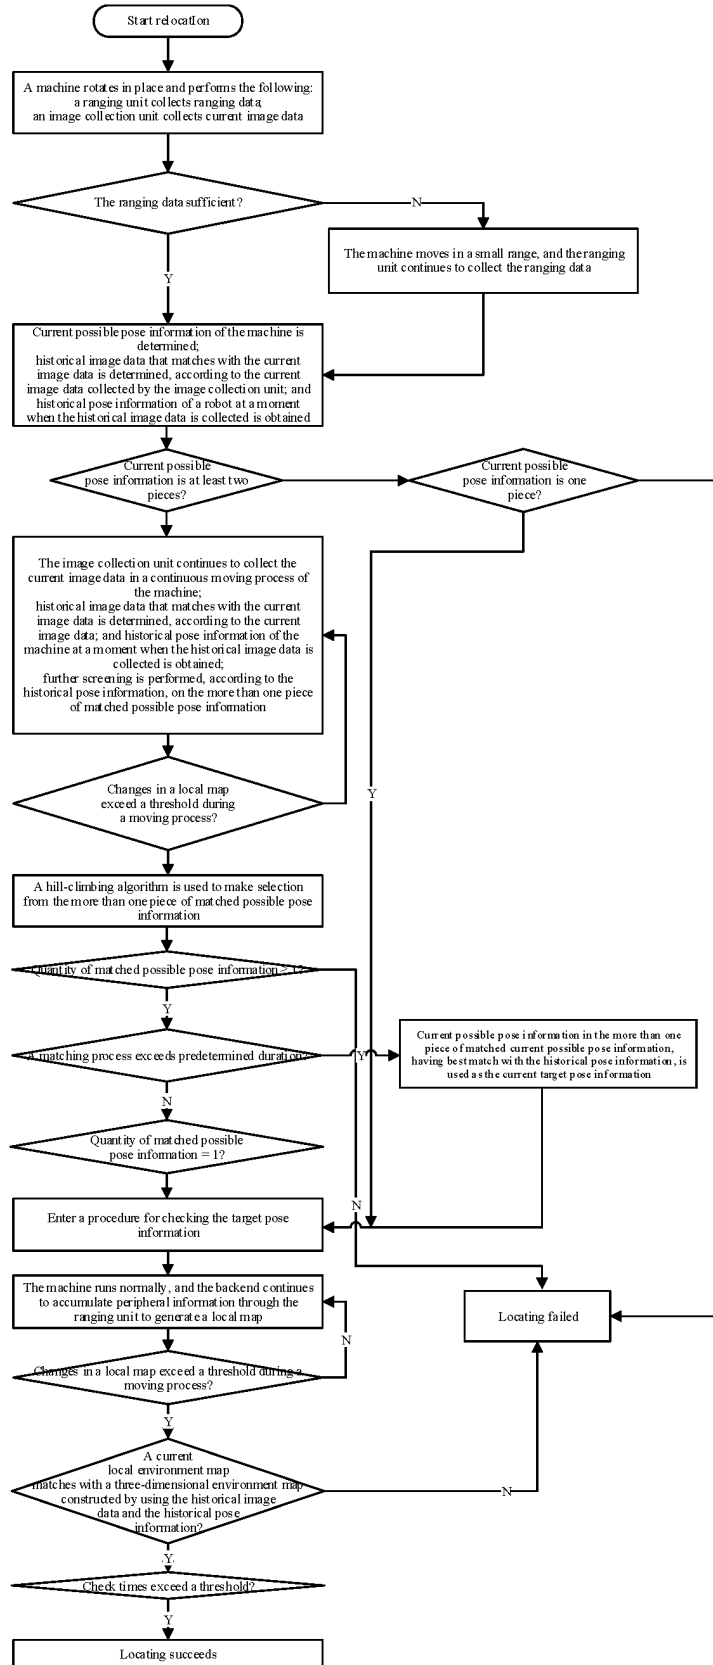 Start relocation
A machine rotates in place and performs the following:
a ranging unit collects ranging data;
an image collection unit collects current image data
The ranging data sufficient?
N
The machine moves in a small range, and the ranging
unit continues to collect the ranging data
Y
Current possible pose information of the machine is
determined;
historical image data that matches with the current
image data is determined, according to the current
image data collected by the image collection unit; and
historical pose information of a robot at a moment
when the historical image data is collected is obtained
Current possible
pose information is at least two
pieces?
Current possible
pose information is one
piece?
The image collection unit continues to collect the
current image data in a continuous moving process of
the machine;
historical image data that matches with the current
image data is determined, according to the current
image data; and historical pose information of the
machine at a moment when the historical image data is
collected is obtained;
further screening is performed, according to the
historical pose information, on the more than one piece
of matched possible pose information
Y
Changes in a local map
exceed a threshold during
a moving process?
A hill-climbing algorithm is used to make selection
from the more than one piece of matched possible pose
information
Quantity of matched possible pose information > 1?
Y
A matching process exceeds predetermined duration?
Y
Current possible pose information in the more than one
piece of matched current possible pose information,
having best match with the historical pose information, is
used as the current target pose information
N
Quantity of matched possible
pose information = 1?
N
Enter a procedure for checking the target pose
information
The machine runs normally, and the backend continues
to accumulate peripheral information through the
ranging unit to generate a local map
Locating failed
N
Changes in a local map exceed a threshold during a
moving process?
Y
A current
local environment map
matches with a three-dimensional environment map
constructed by using the historical image
data and the historical pose
information?
N
Y
Check times exceed a threshold?
Y
Locating succeeds